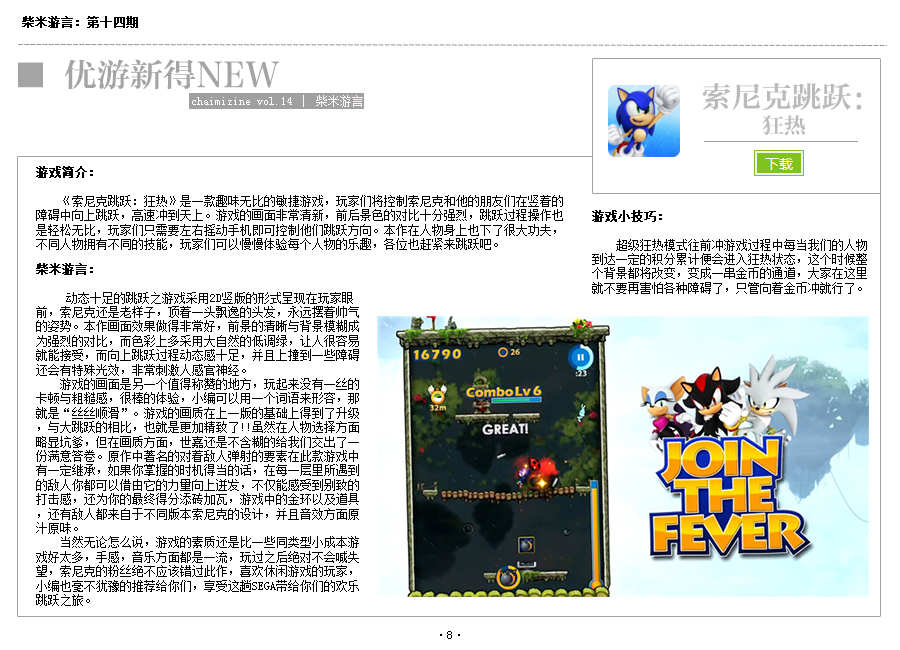 柴米游言：第十四期
优游新得NEW
chaimizine vol.14 | 柴米游言
索尼克跳跃：
狂热
下载
游戏简介：
《索尼克跳跃：狂热》是一款趣味无比的敏捷游戏，玩家们将控制索尼克和他的朋友们在竖着的
障碍中向上跳跃，高速冲到天上。游戏的画面非常清新，前后景色的对比十分强烈，跳跃过程操作也
是轻松无比，玩家们只需要左右摇动手机即可控制他们跳跃方向。本作在人物身上也下了很大功夫，
不同人物拥有不同的技能，玩家们可以慢慢体验每个人物的乐趣，各位也赶紧来跳跃吧。
游戏小技巧：
超级狂热模式往前冲游戏过程中每当我们的人物
到达一定的积分累计便会进入狂热状态，这个时候整
个背景都将改变，变成一串金币的通道，大家在这里
就不要再害怕各种障碍了，只管向着金币冲就行了。
柴米游言：
动态十足的跳跃之游戏采用2D竖版的形式呈现在玩家眼
前，索尼克还是老样子，顶着一头飘逸的头发，永远摆着帅气
的姿势。本作画面效果做得非常好，前景的清晰与背景模糊成
为强烈的对比，而色彩上多采用大自然的低调绿，让人很容易
就能接受，而向上跳跃过程动态感十足，并且上撞到一些障碍
还会有特殊光效，非常刺激人感官神经。
游戏的画面是另一个值得称赞的地方，玩起来没有一丝的
卡顿与粗糙感，很棒的体验，小编可以用一个词语来形容，那
就是“丝丝顺骨”。游戏的画质在上一版的基础上得到了升级
，与大跳跃的相比，也就是更加精致了!!虽然在人物选择方面
略显坑爹，但在画质方面，世嘉还是不含糊的给我们交出了一
份满意答卷。原作中著名的对着敌人弹射的要素在此款游戏中
有一定继承，如果你掌握的时机得当的话，在每一层里所遇到
的敌人你都可以借由它的力量向上迸发，不仅能感受到别致的
打击感，还为你的最终得分添砖加瓦，游戏中的金环以及道具
，还有敌人都来自于不同版本索尼克的设计，并且音效方面原
汁原味。
当然无论怎么说，游戏的素质还是比一些同类型小成本游
戏好太多，手感，音乐方面都是一流，玩过之后绝对不会喊失
望，索尼克的粉丝绝不应该错过此作，喜欢休闲游戏的玩家，
小编也毫不犹豫的推荐给你们，享受这趟SEGA带给你们的欢乐
跳跃之旅。
16790
26
:23
32m
Combo Lv 6
GREAT!
JOIN
THE
FEVER
·8·